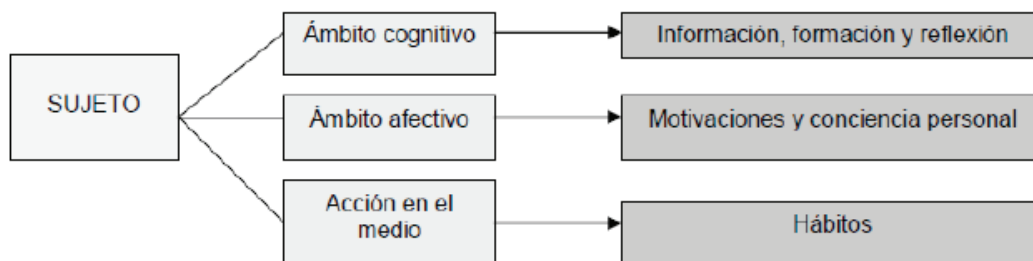 SUJETO
Ámbito cognitivo
Información, formación y reflexión
Ámbito afectivo
Motivaciones y conciencia personal
Acción en el
medio
Hábitos